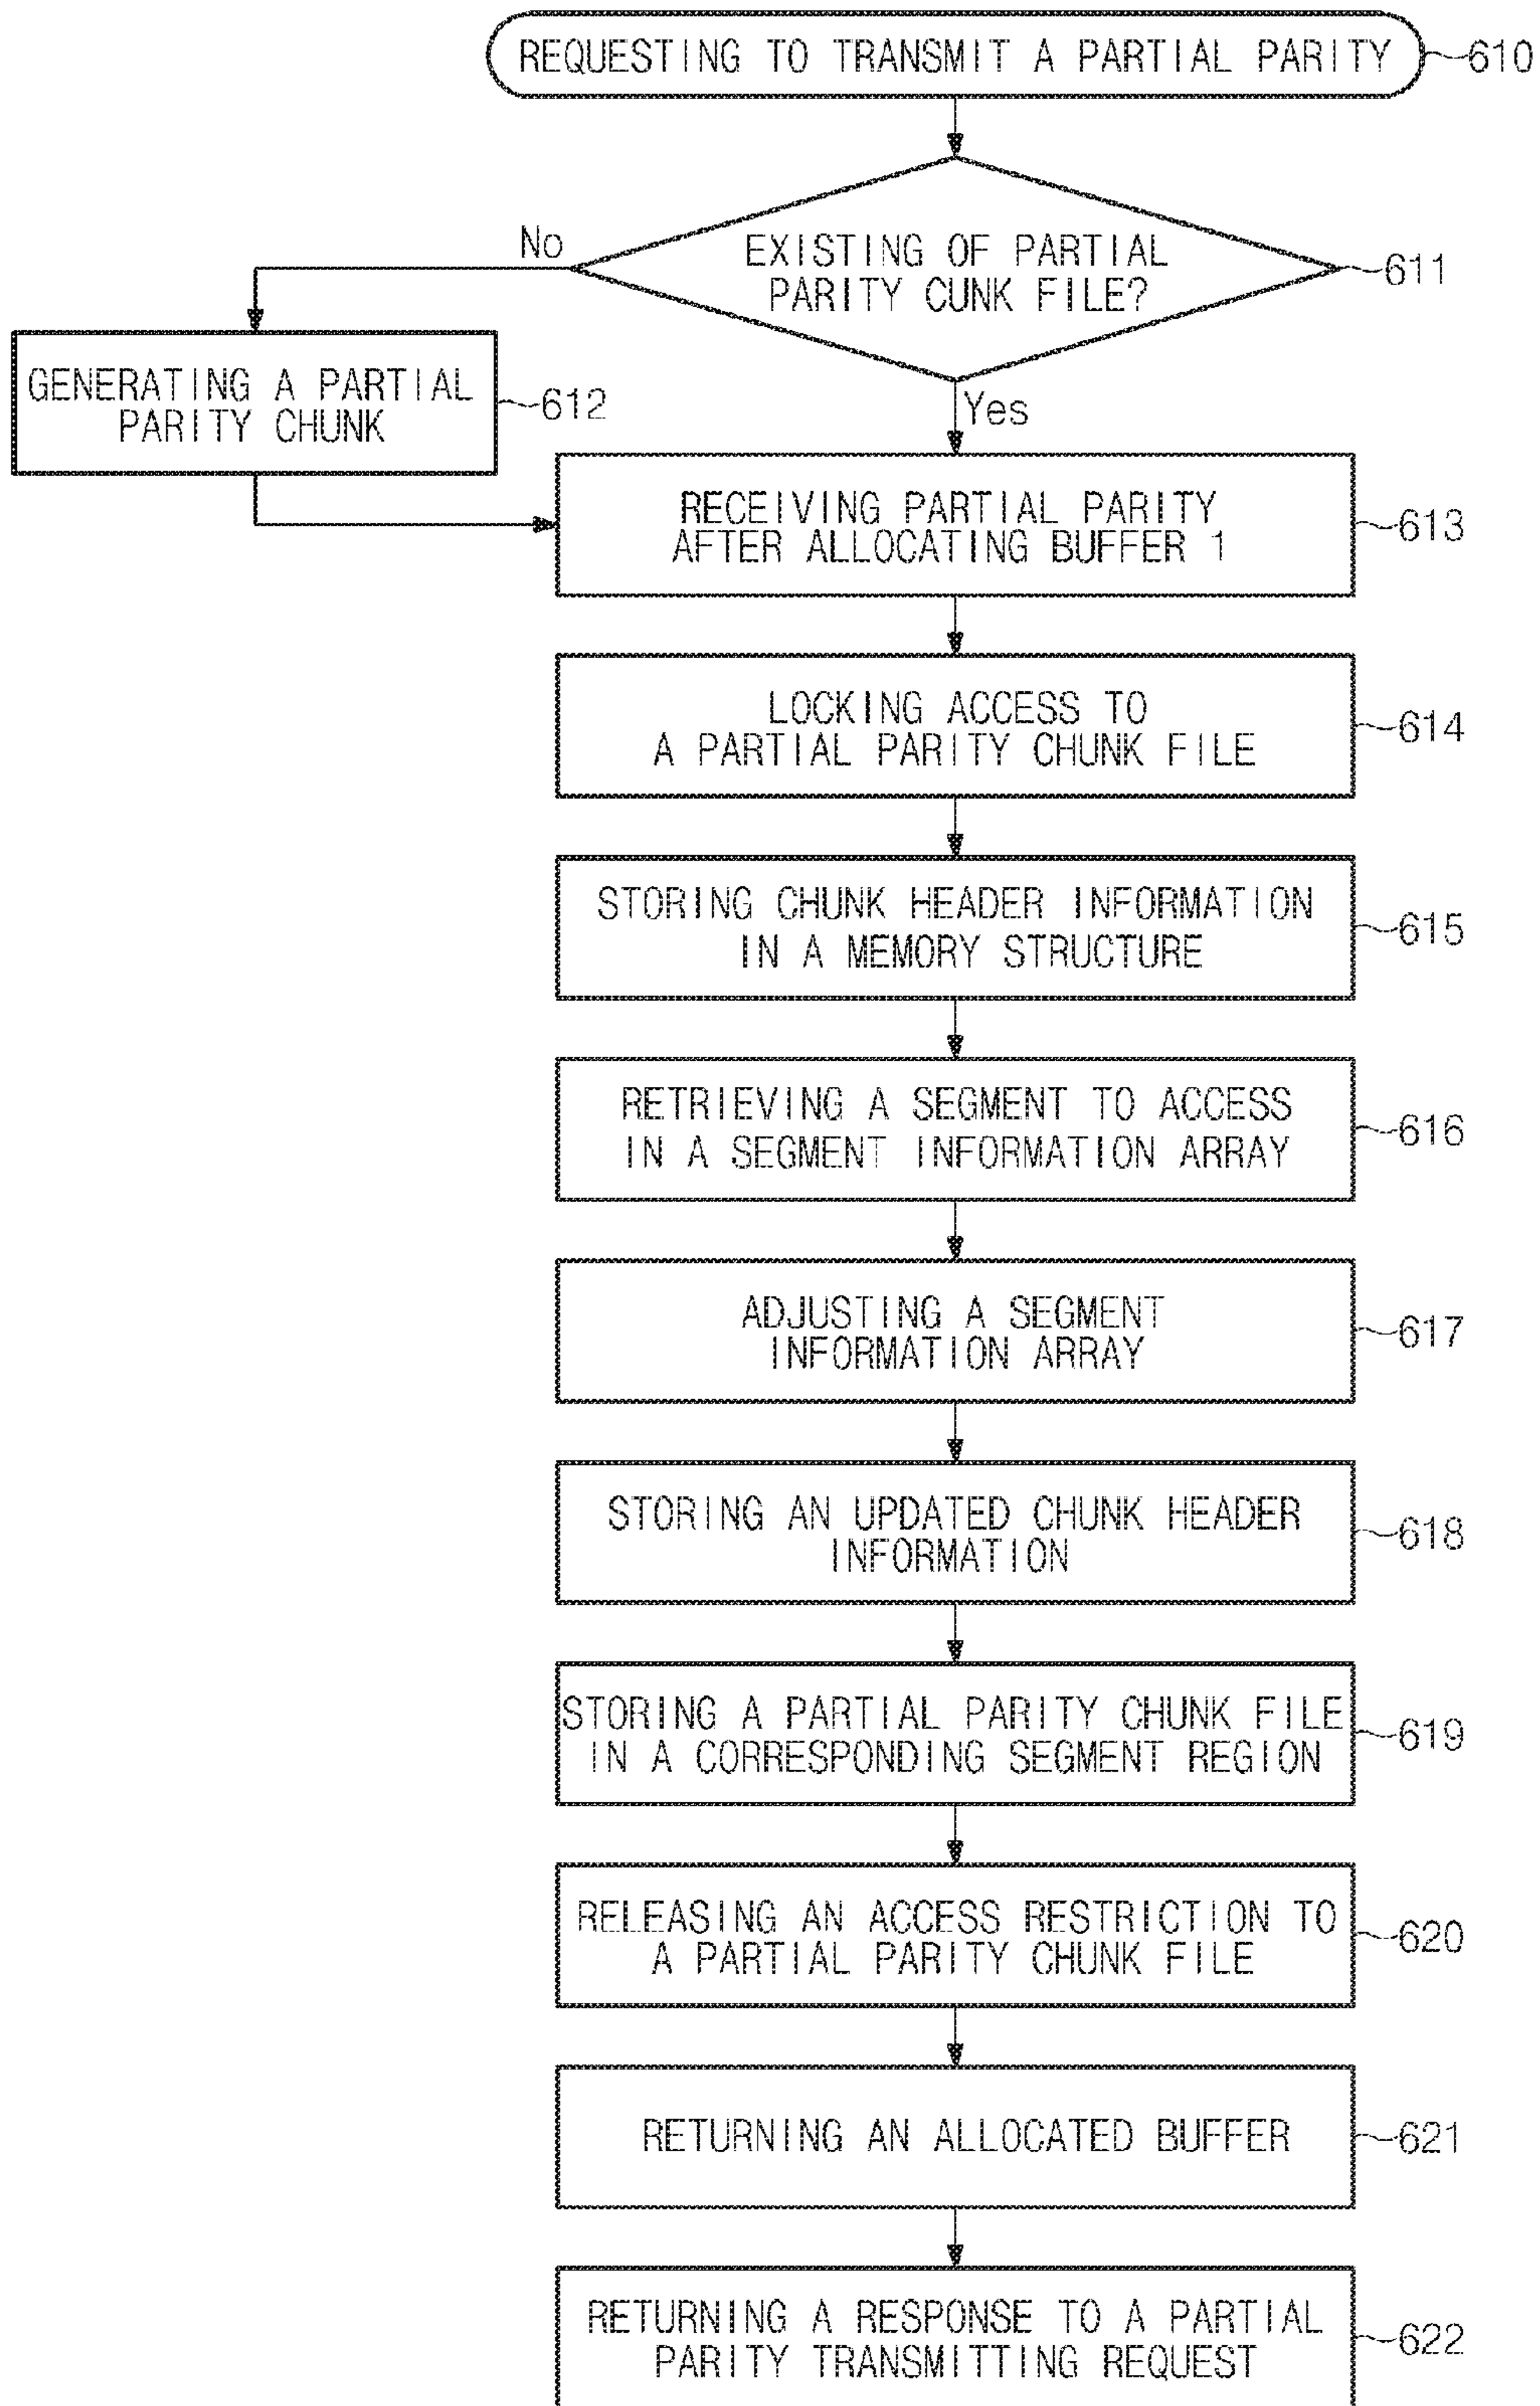 REQUESTING TO TRANSMIT A PARTIAL PARITY
610
EXISTING OF PARTIAL
PARITY CUNK FILE?
611
No
Yes
GENERATING A PARTIAL
PARITY CHUNK
612
RECEIVING PARTIAL PARITY
AFTER ALLOCATING BUFFER 1
613
LOCKING ACCESS TO
A PARTIAL PARITY CHUNK FILE
614
STORING CHUNK HEADER INFORMATION
IN A MEMORY STRUCTURE
615
RETRIEVING A SEGMENT TO ACCESS
IN A SEGMENT INFORMATION ARRAY
616
ADJUSTING A SEGMENT
INFORMATION ARRAY
617
STORING AN UPDATED CHUNK HEADER
INFORMATION
618
STORING A PARTIAL PARITY CHUNK FILE
IN A CORRESPONDING SEGMENT REGION
619
RELEASING AN ACCESS RESTRICTION TO
A PARTIAL PARITY CHUNK FILE
620
RETURNING AN ALLOCATED BUFFER
621
RETURNING A RESPONSE TO A PARTIAL
PARITY TRANSMITTING REQUEST
622